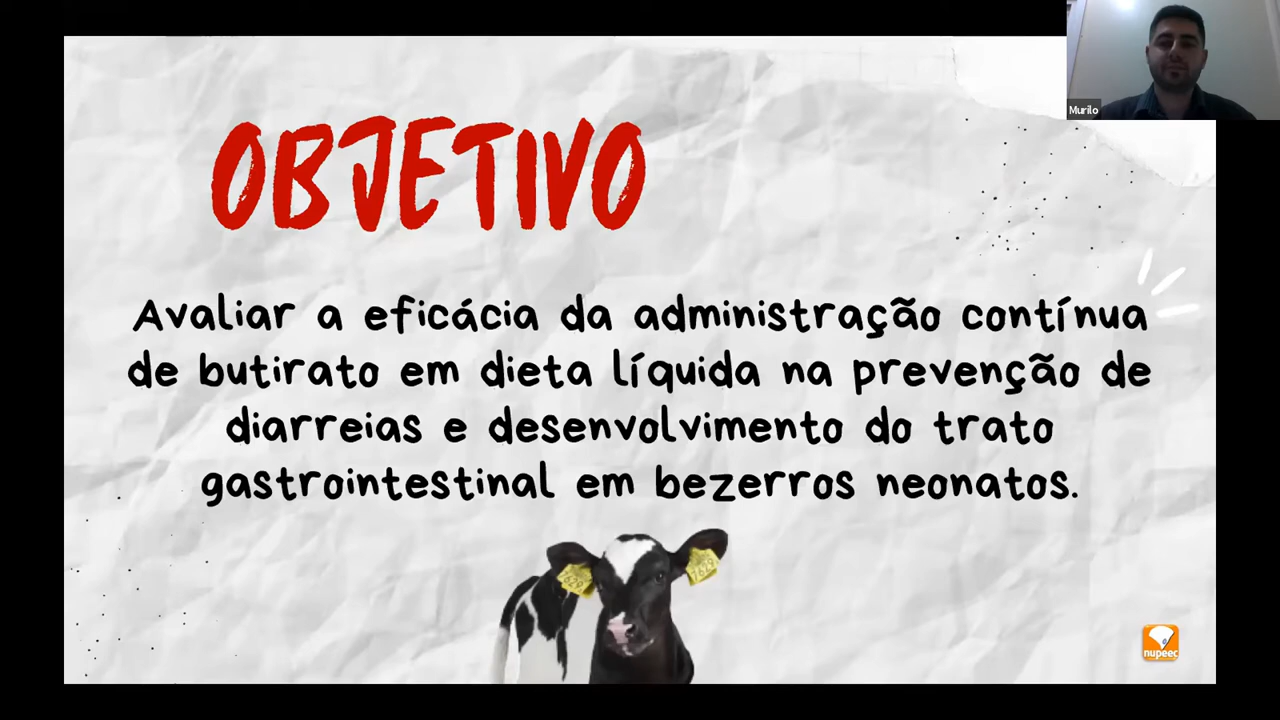 Murilo
OBJETIVO
Avaliar a eficácia da administração contínua
de butirato em dieta líquida na prevenção de
diarreias e desenvolvimento do trato
gastrointestinal em bezerros neonatos.
nupeec